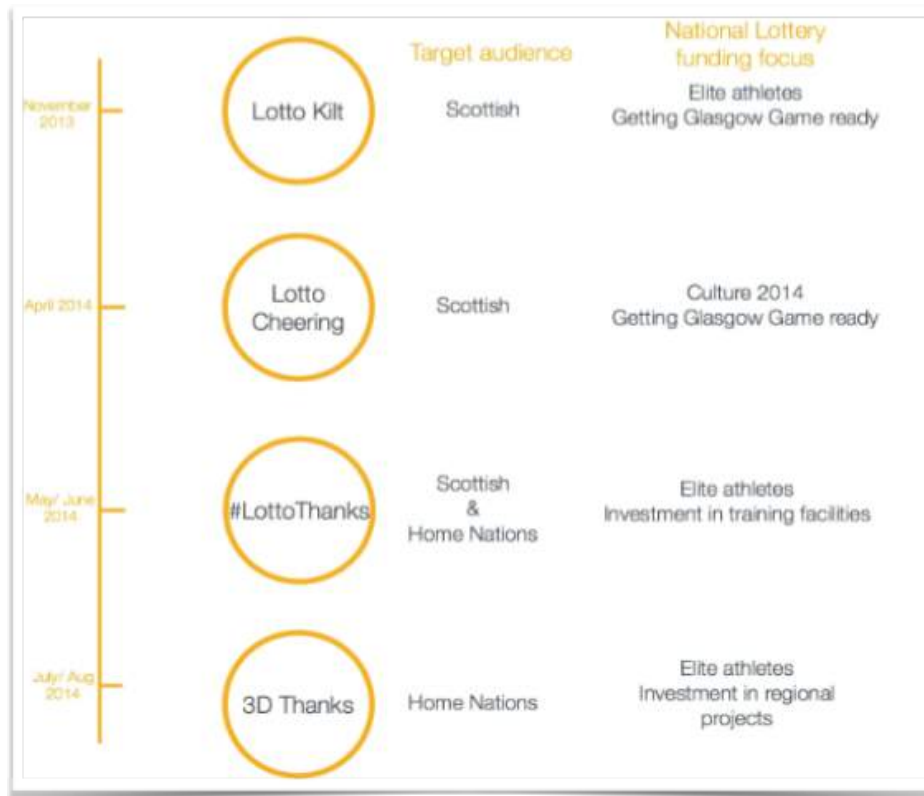 Target audience
National Lottery
funding focus
November
2013
Lotto Kilt
Scottish
Elite athletes
Getting Glasgow Game ready
April 2014
Lotto
Cheering
Scottish
Culture 2014
Getting Glasgow Game ready
May/ June
2014
#LottoThanks
Scottish
&
Home Nations
Elite athletes
Investment in training facilities
July/ Aug
2014
3D Thanks
Home Nations
Elite athletes
Investment in regional
projects